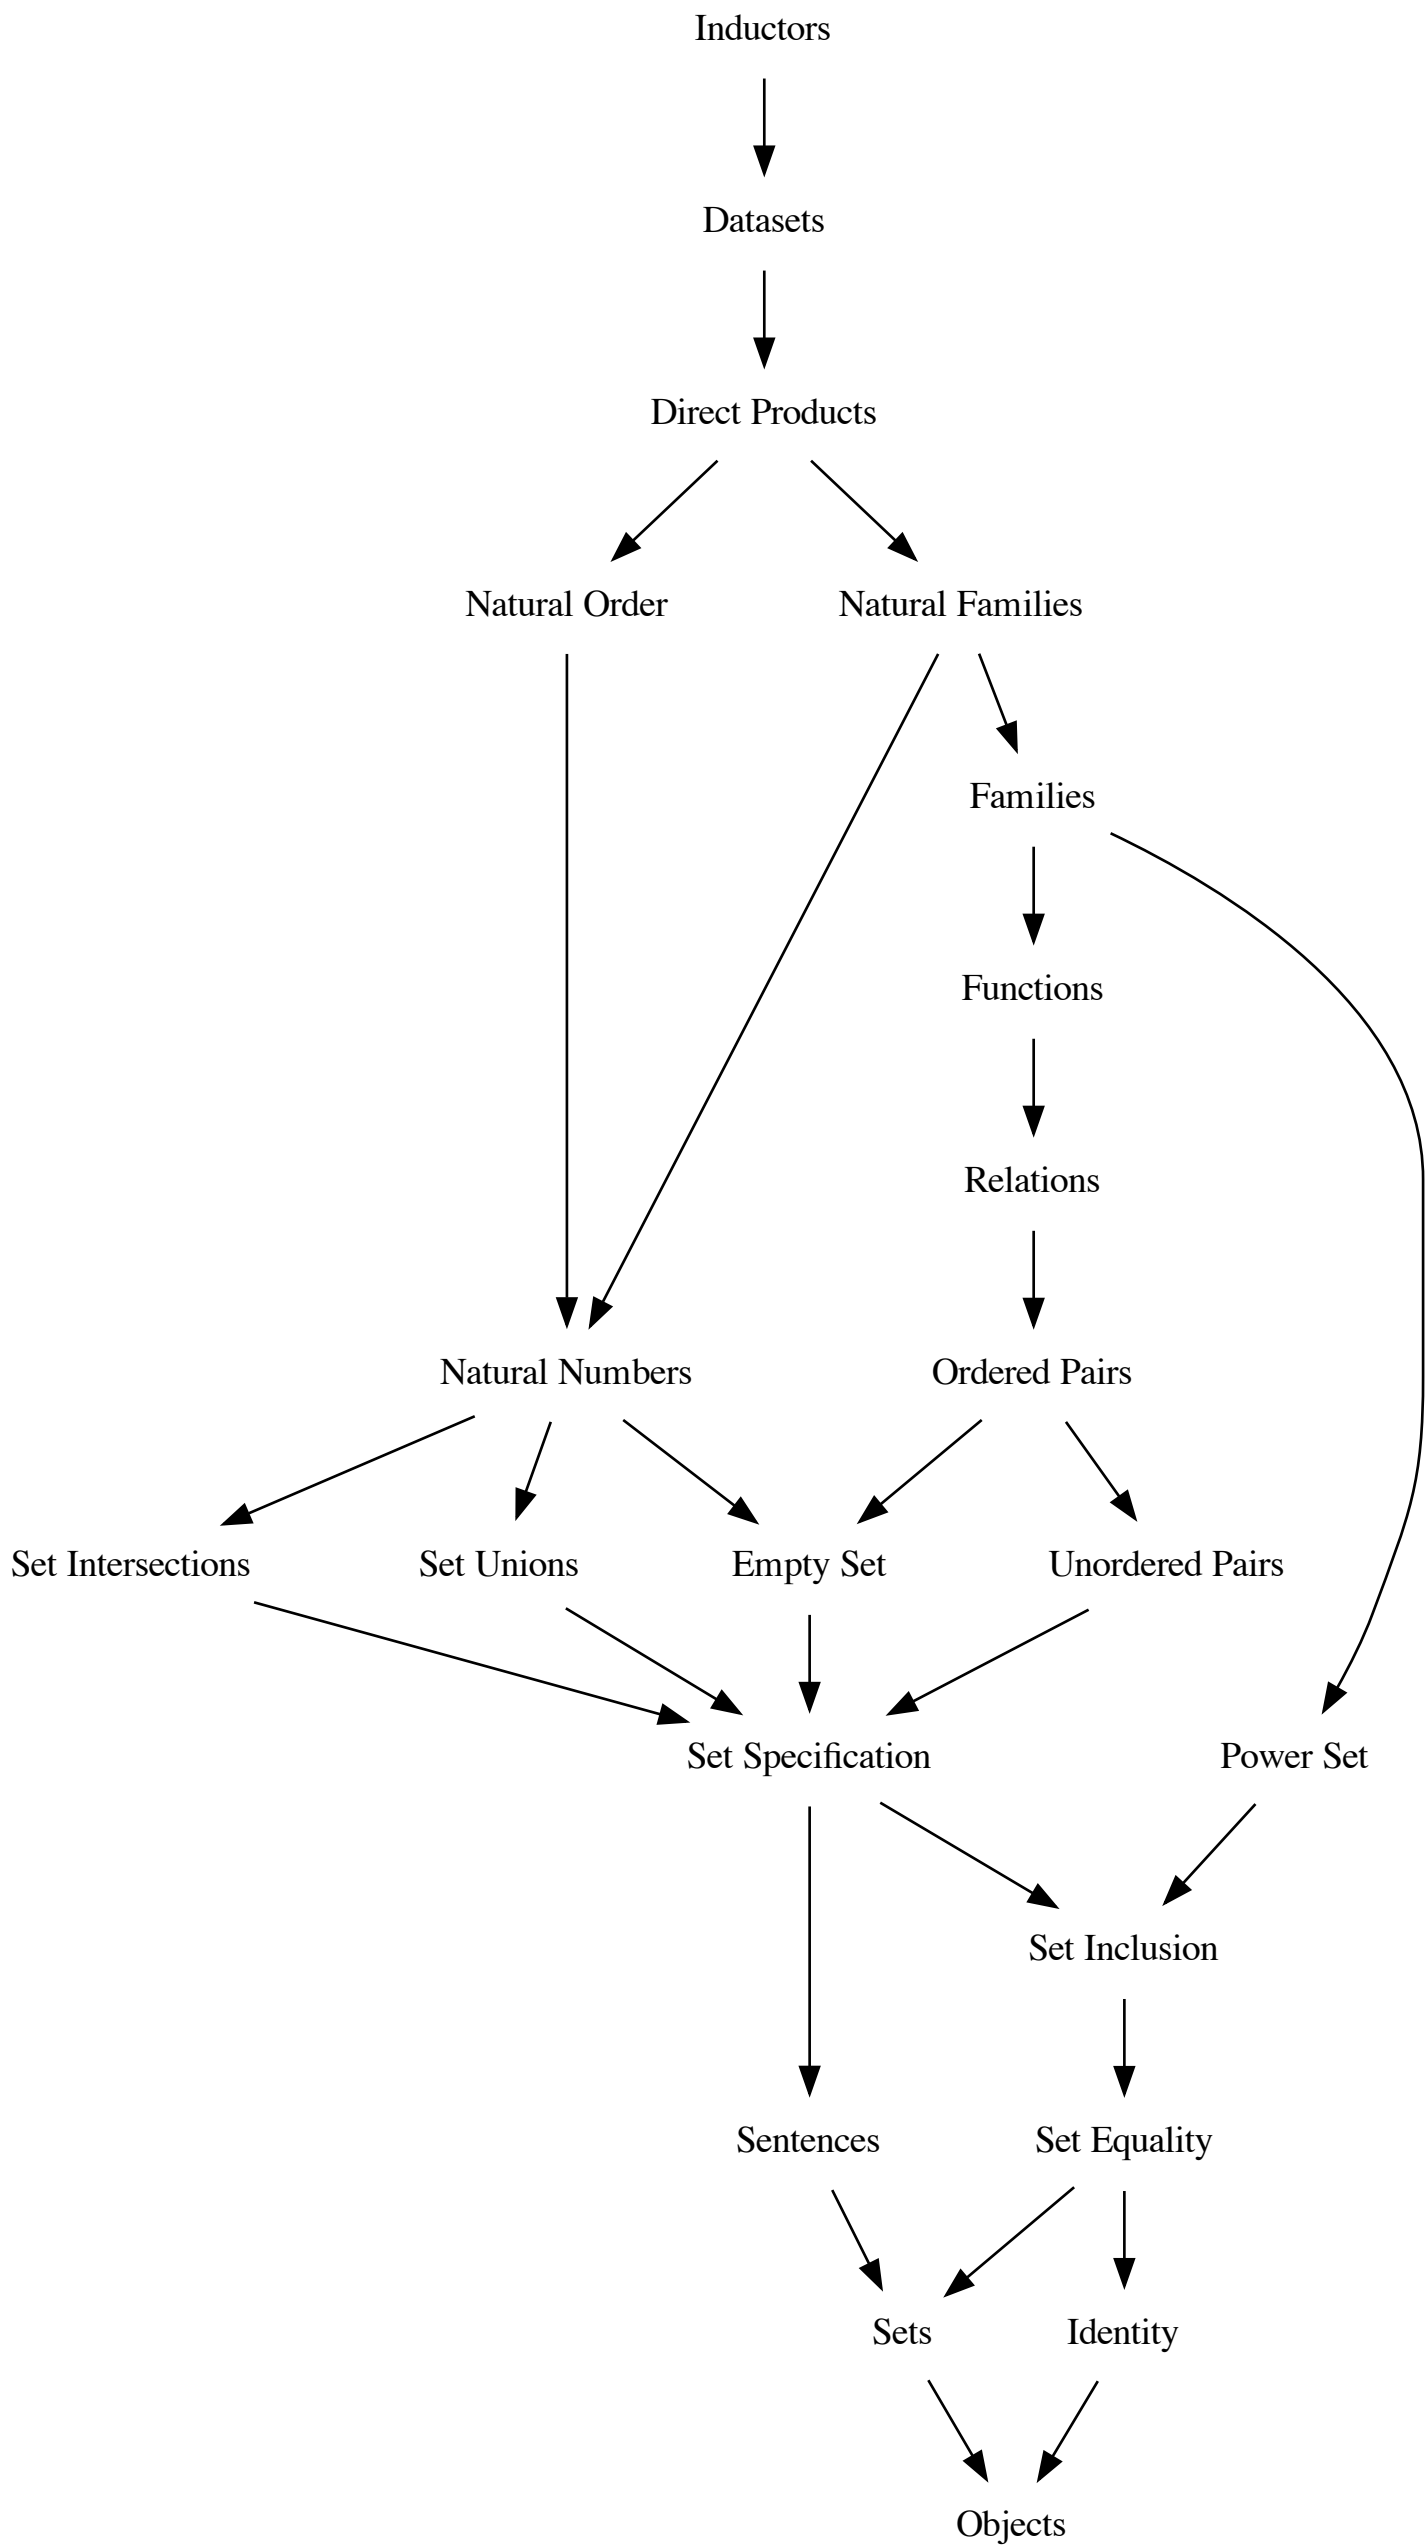 Inductors
Datasets
Direct Products
Natural Order
Natural Families
Families
Functions
Relations
Natural Numbers
Ordered Pairs
Set Intersections
Set Unions
Empty Set
Unordered Pairs
Set Specification
Power Set
Set Inclusion
Sentences
Set Equality
Sets
Identity
Objects